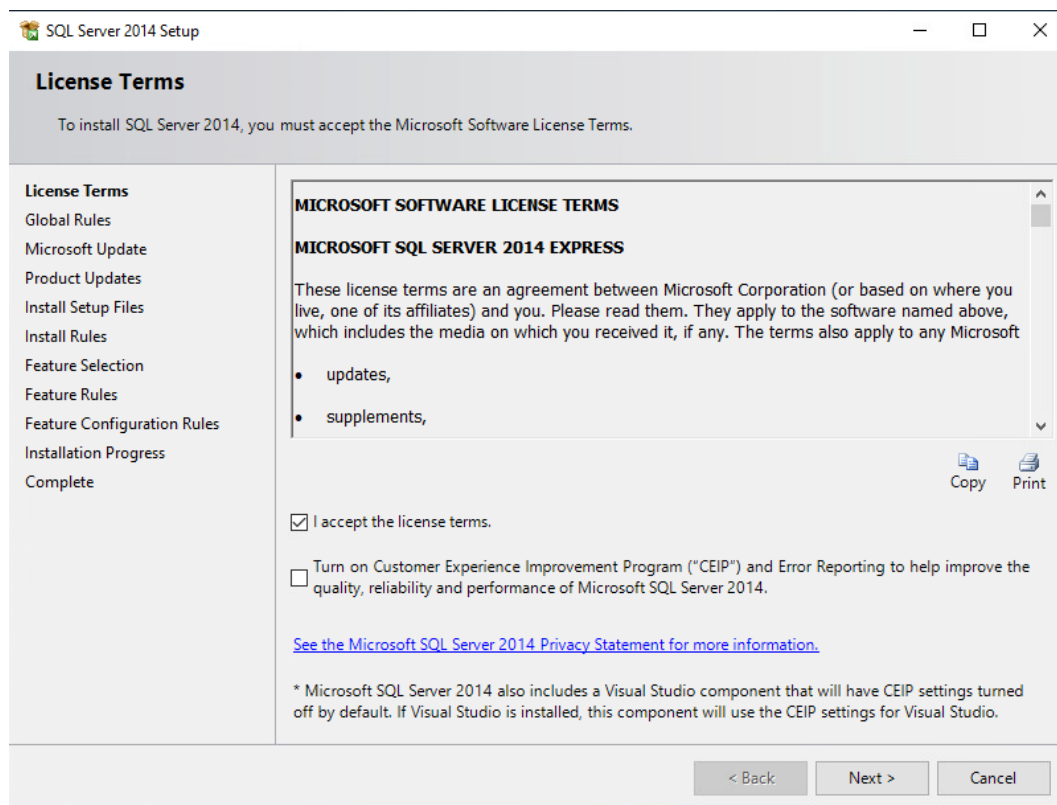 SQL Server 2014 Setup
License Terms
To install SQL Server 2014, you must accept the Microsoft Software License Terms.
License Terms
Global Rules
Microsoft Update
Product Updates
Install Setup Files
Install Rules
Feature Selection
Feature Rules
Feature Configuration Rules
Installation Progress
Complete
MICROSOFT SOFTWARE LICENSE TERMS
MICROSOFT SQL SERVER 2014 EXPRESS
These license terms are an agreement between Microsoft Corporation (or based on where you
live, one of its affiliates) and you. Please read them. They apply to the software named above,
which includes the media on which you received it, if any. The terms also apply to any Microsoft
• updates,
• supplements,
Copy Print
I accept the license terms.
Turn on Customer Experience Improvement Program ("CEIP") and Error Reporting to help improve the
quality, reliability and performance of Microsoft SQL Server 2014.
See the Microsoft SQL Server 2014 Privacy Statement for more information.
* Microsoft SQL Server 2014 also includes a Visual Studio component that will have CEIP settings turned
off by default. If Visual Studio is installed, this component will use the CEIP settings for Visual Studio.
< Back Next > Cancel